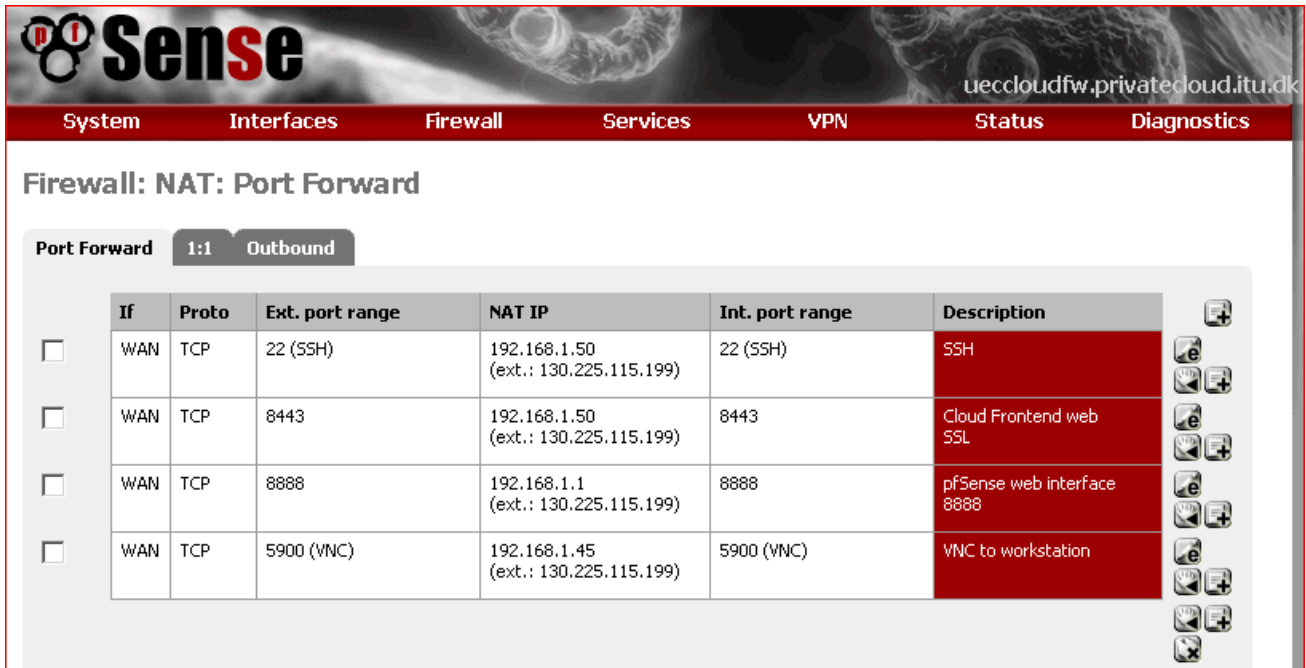 pf Sense
ueccloudfw.privatecloud.itu.dk
System Interfaces Firewall Services VPN Status Diagnostics
Firewall: NAT: Port Forward
Port Forward 1:1 Outbound
If Proto Ext. port range NAT IP Int. port range Description
WAN TCP 22 (SSH) 192.168.1.50 22 (SSH) SSH
(ext.: 130.225.115.199)
WAN TCP 8443 192.168.1.50 8443 Cloud Frontend web
(ext.: 130.225.115.199) SSL
WAN TCP 8888 192.168.1.1 8888 pfSense web interface
(ext.: 130.225.115.199) 8888
WAN TCP 5900 (VNC) 192.168.1.45 5900 (VNC) VNC to workstation
(ext.: 130.225.115.199)